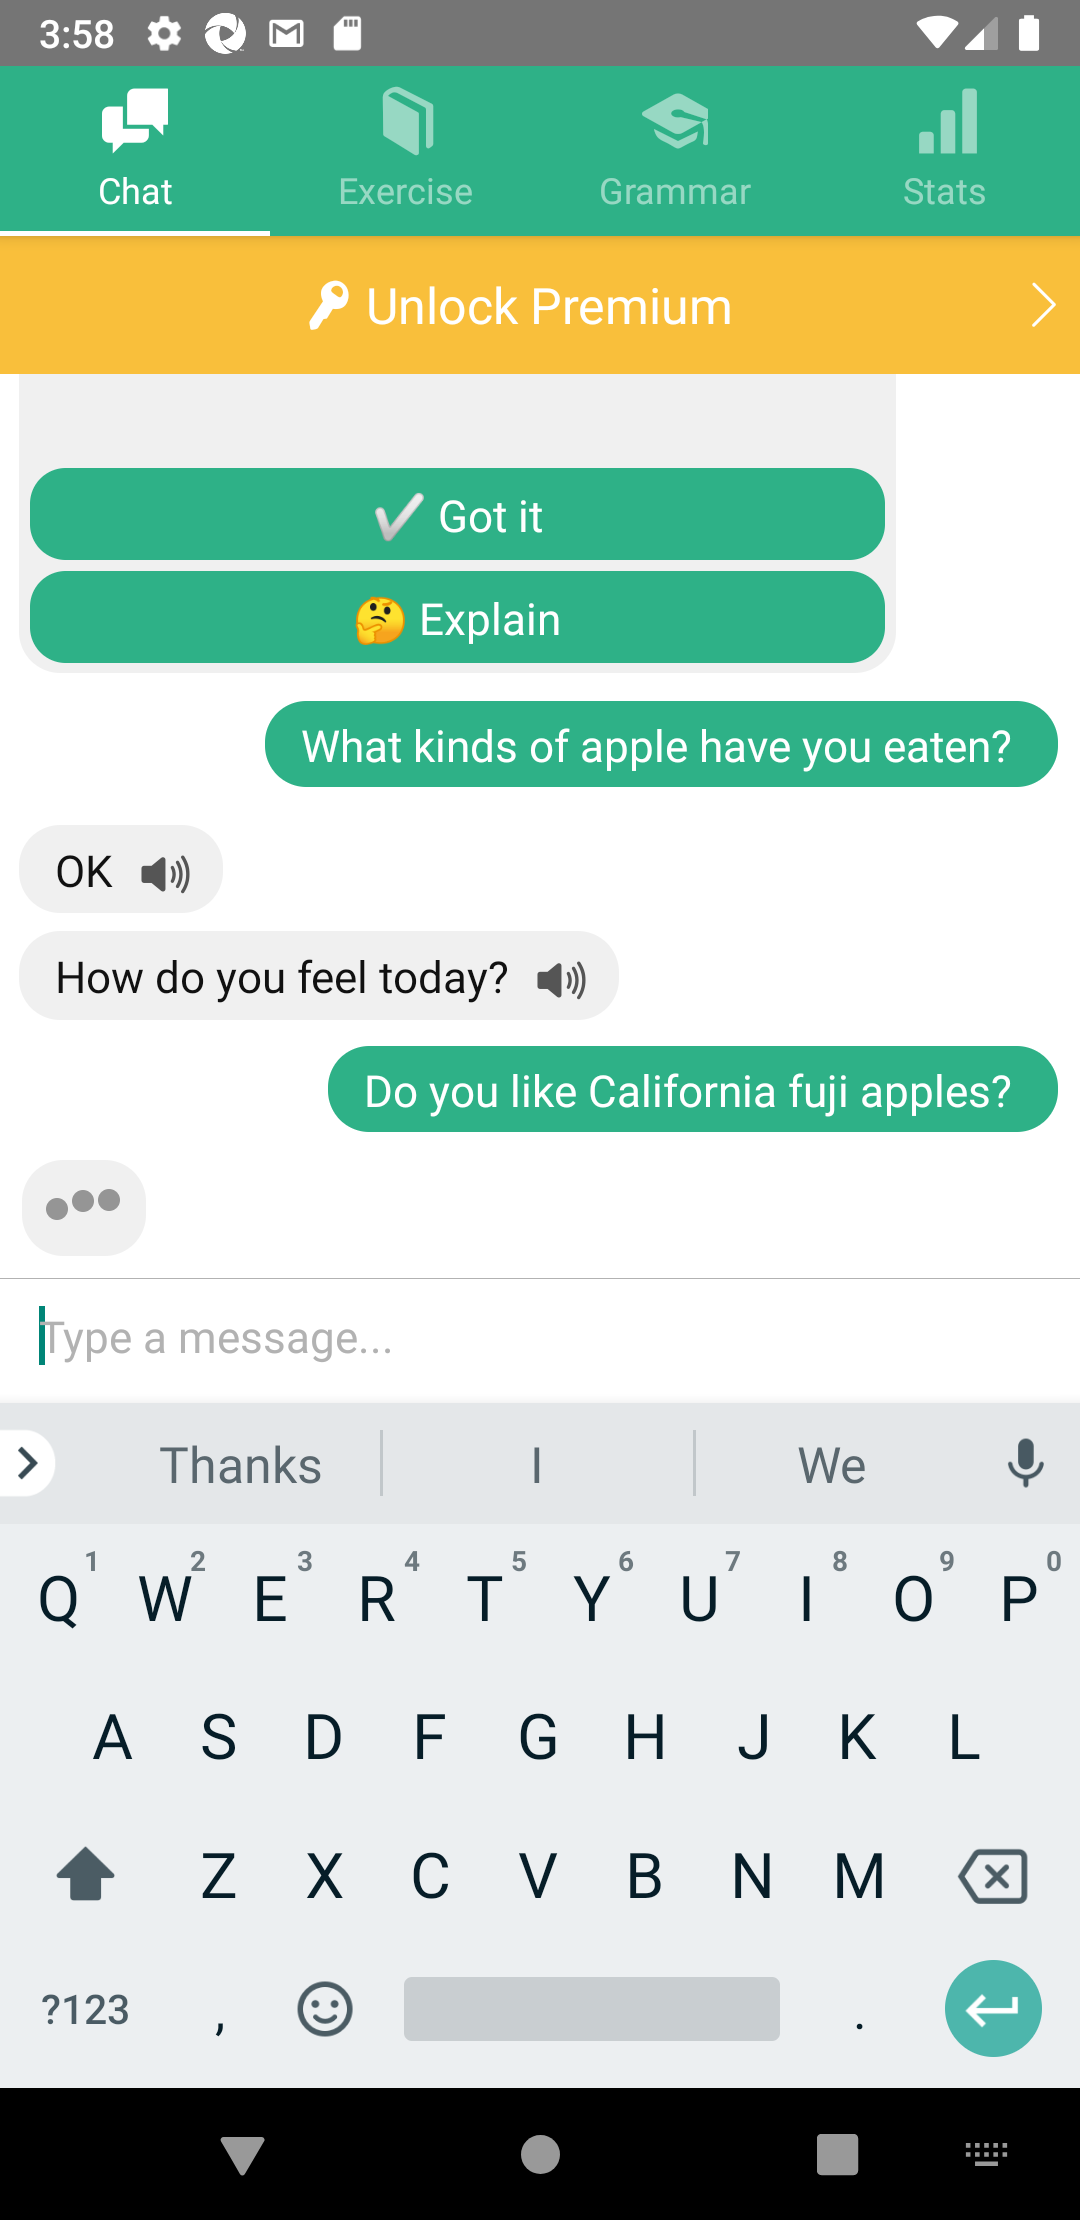 3:58
Chat
Exercise
Grammar
Stats
Unlock Premium
✔ Got it
🤔 Explain
What kinds of apple have you eaten?
OK
How do you feel today?
Do you like California fuji apples?
Type a message...
Thanks
I
We
Q 1 W 2 E 3 R 4 T 5 Y 6 U 7 I 8 O 9 P 0
A S D F G H J K L
Z X C V B N M
?123 , .